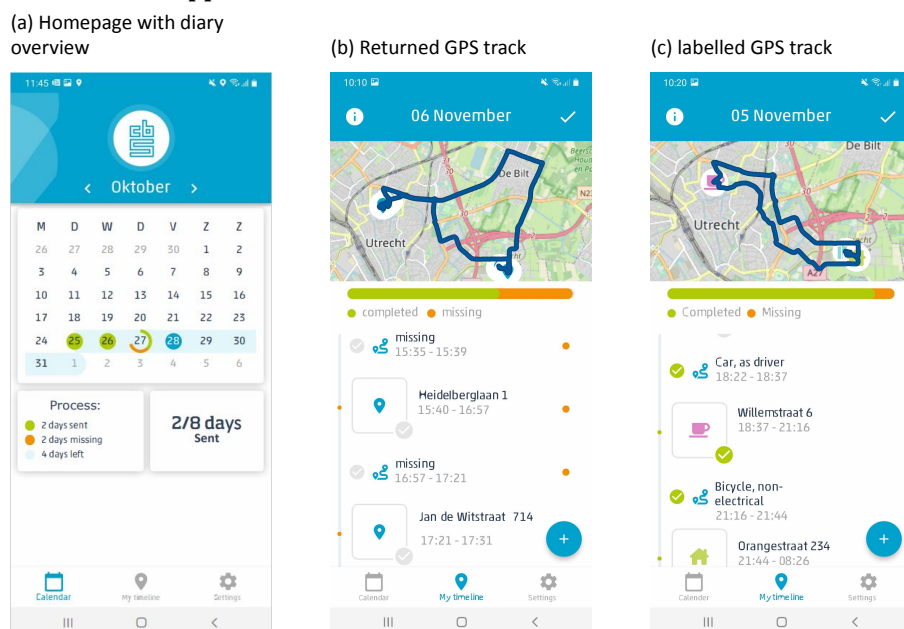 (a) Homepage with diary
overview
(b) Returned GPS track
(c) labelled GPS track
11:45
Oktober
M D W D V Z Z
26 27 28 29 30 1 2
3 4 5 6 7 8 9
10 11 12 13 14 15 16
17 18 19 20 21 22 23
24 25 26 27 28 29 30
31 1 2 3 4 5 6
Process:
2 days sent
2 days missing
4 days left
2/8 days
Sent
Calendar
My timeline
Settings
10:10
06 November
De Bilt
Utrecht
completed
missing
missing
15:35 - 15:39
Heidelberglaan 1
15:40 - 16:57
missing
16:57 - 17:21
Jan de Witstraat 714
17:21 - 17:31
+
Calendar
My timeline
Settings
10:20
05 November
De Bilt
Utrecht
A27
Completed
Missing
Car, as driver
18:22 - 18:37
Willemstraat 6
18:37 - 21:16
Bicycle, non-
electrical
21:16 - 21:44
Orangestraat 234
21:44 - 08:26
+
Calender
My timeline
Settings